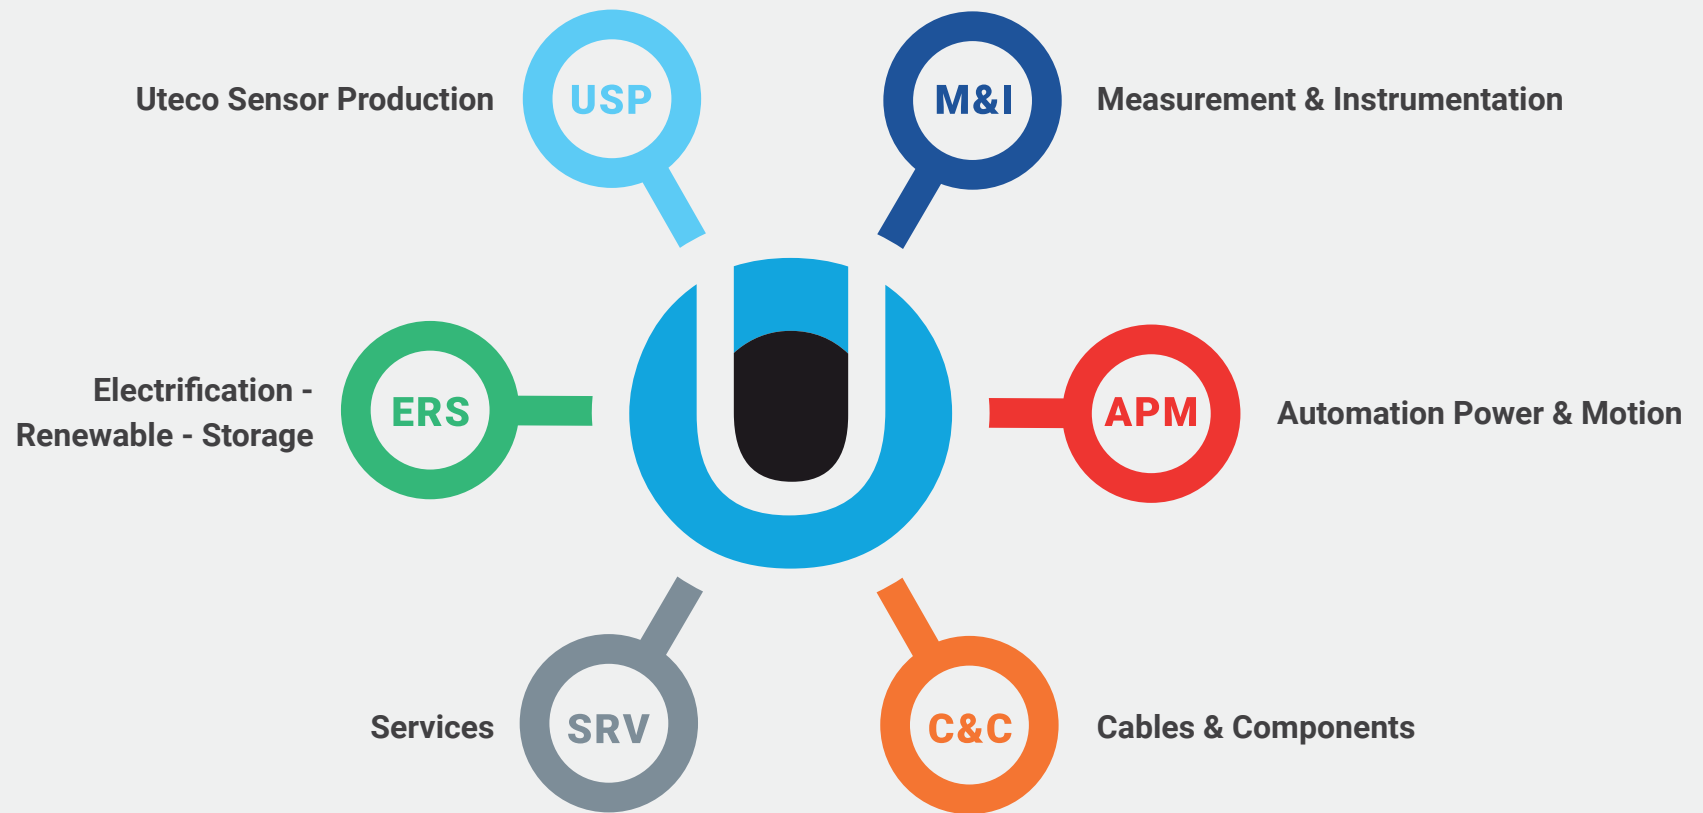 Uteco Sensor Production
USP
M&I
Measurement & Instrumentation
Electrification -
Renewable - Storage
ERS
APM
Automation Power & Motion
Services
SRV
C&C
Cables & Components